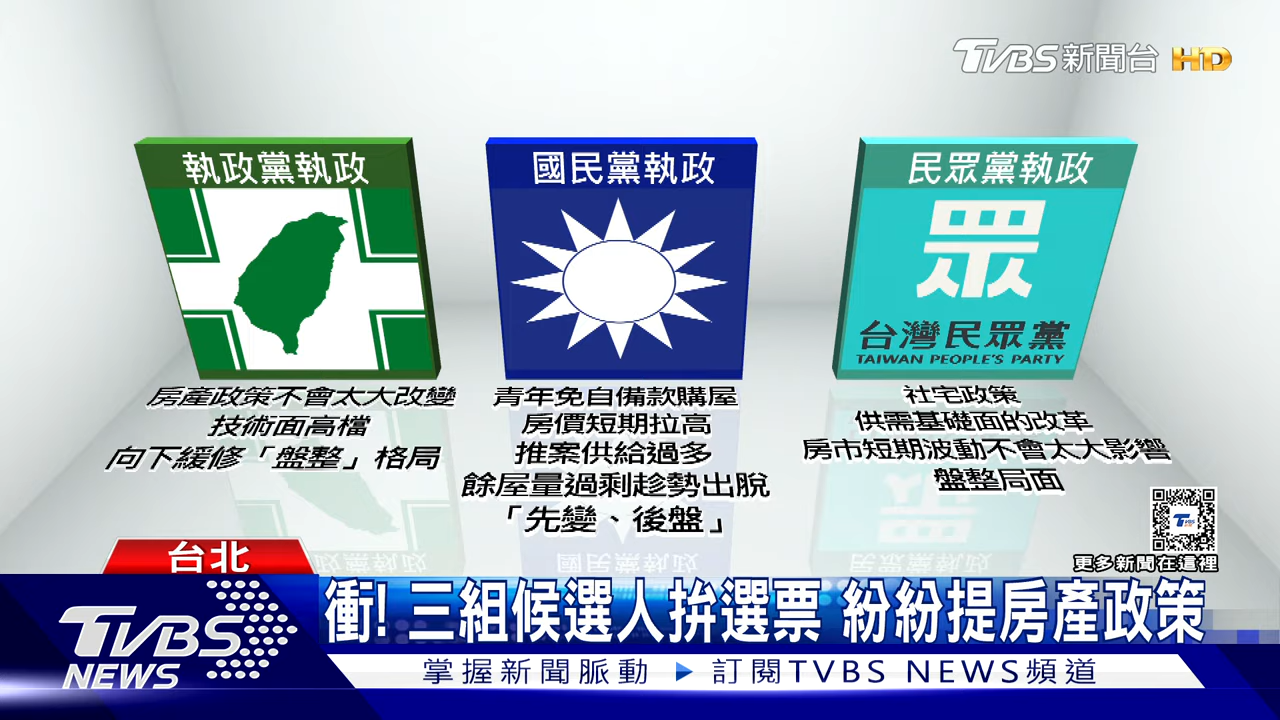 TVBS新聞台 HD
執政黨執政
房產政策不會太大改變
技術面高檔
向下緩修「盤整」格局
國民黨執政
青年免自備款購屋
房價短期拉高
推案供給過多
餘屋量過剩趁勢出脫
「先變、後盤」
民眾黨執政
眾
台灣民眾黨
TAIWAN PEOPLE'S PARTY
社宅政策
供需基礎面的改革
房市短期波動不會太大影響
盤整局面
TVBS
更多新聞在這裡
台北
衝! 三組候選人拚選票 紛紛提房產政策
TVBS
NEWS
掌握新聞脈動 ▶ 訂閱TVBS NEWS頻道